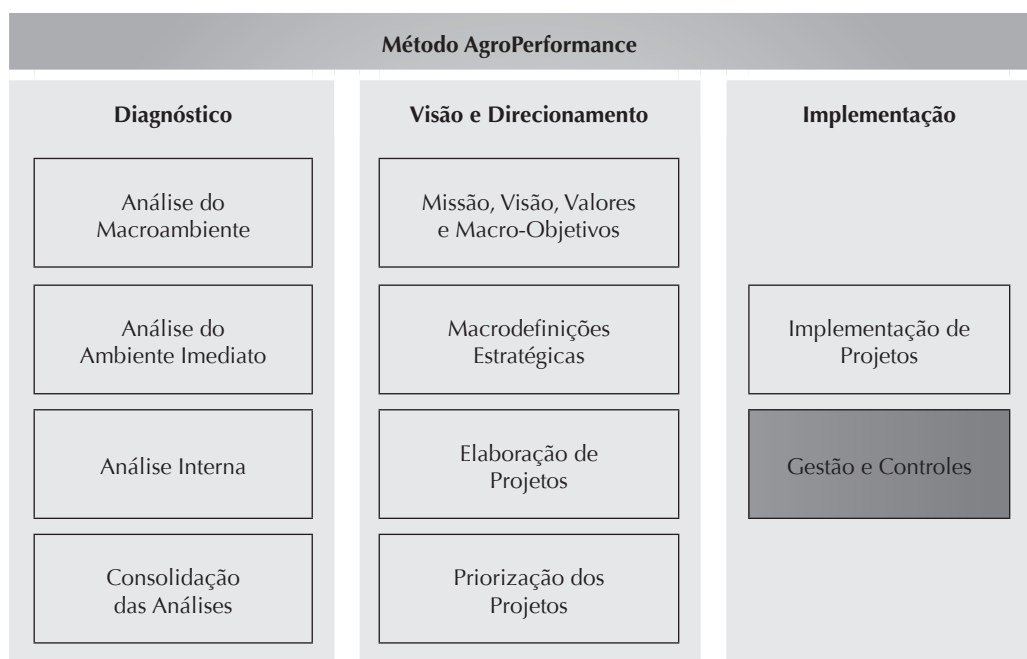 Método AgroPerformance
Diagnóstico
Análise do
Macroambiente
Análise do
Ambiente Imediato
Análise Interna
Consolidação
das Análises
Visão e Direcionamento
Missão, Visão, Valores
e Macro-Objetivos
Macrodefinições
Estratégicas
Elaboração de
Projetos
Priorização dos
Projetos
Implementação
Implementação de
Projetos
Gestão e Controles